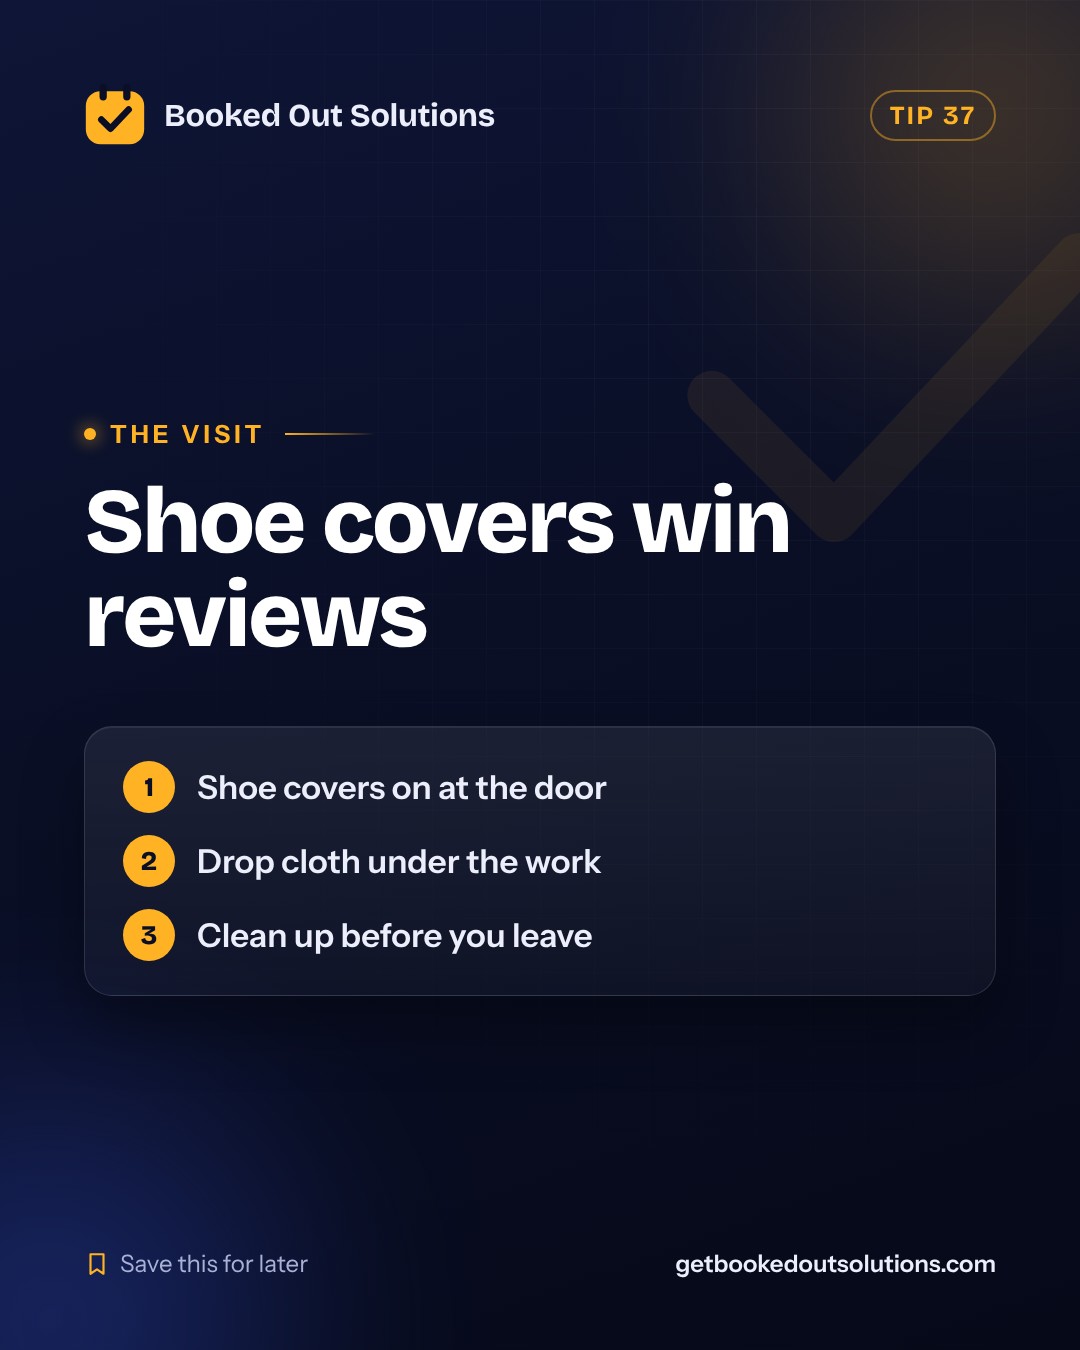 Booked Out Solutions
TIP 37
THE VISIT
Shoe covers win
reviews
1 Shoe covers on at the door
2 Drop cloth under the work
3 Clean up before you leave
Save this for later
getbookedoutsolutions.com